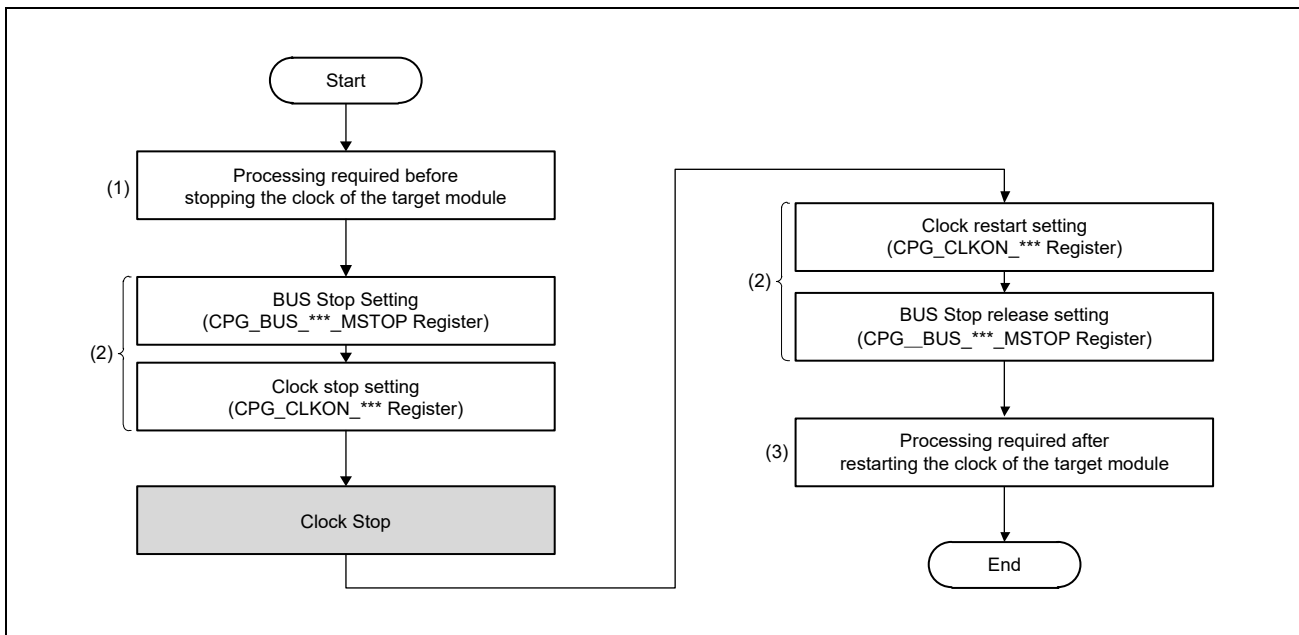 Start
(1)
Processing required before
stopping the clock of the target module
(2)
BUS Stop Setting
(CPG_BUS_***_MSTOP Register)
Clock stop setting
(CPG_CLKON_*** Register)
Clock Stop
(2)
Clock restart setting
(CPG_CLKON_*** Register)
BUS Stop release setting
(CPG__BUS_***_MSTOP Register)
(3)
Processing required after
restarting the clock of the target module
End